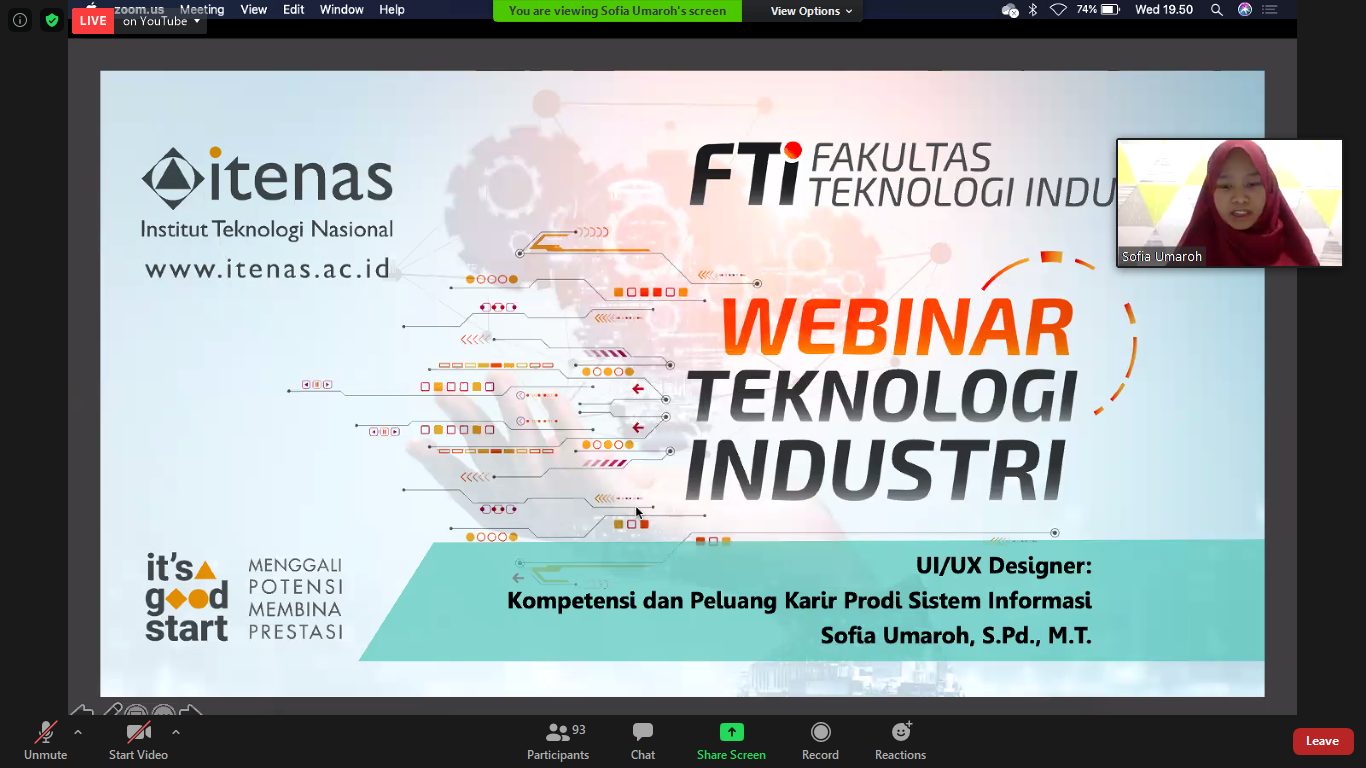 zoom.us Meeting View Edit Window Help
You are viewing Sofia Umaroh's screen
View Options
74%
Wed 19.50
LIVE on YouTube
itenas
Institut Teknologi Nasional
www.itenas.ac.id
FTi FAKULTAS
TEKNOLOGI INDU
Sofia Umaroh
WEBINAR
TEKNOLOGI
INDUSTRI
it's a
good
start
MENGGALI
POTENSI
MEMBINA
PRESTASI
UI/UX Designer:
Kompetensi dan Peluang Karir Prodi Sistem Informasi
Sofia Umaroh, S.Pd., M.T.
Unmute
Start Video
Participants 93
Chat
Share Screen
Record
Reactions
Leave